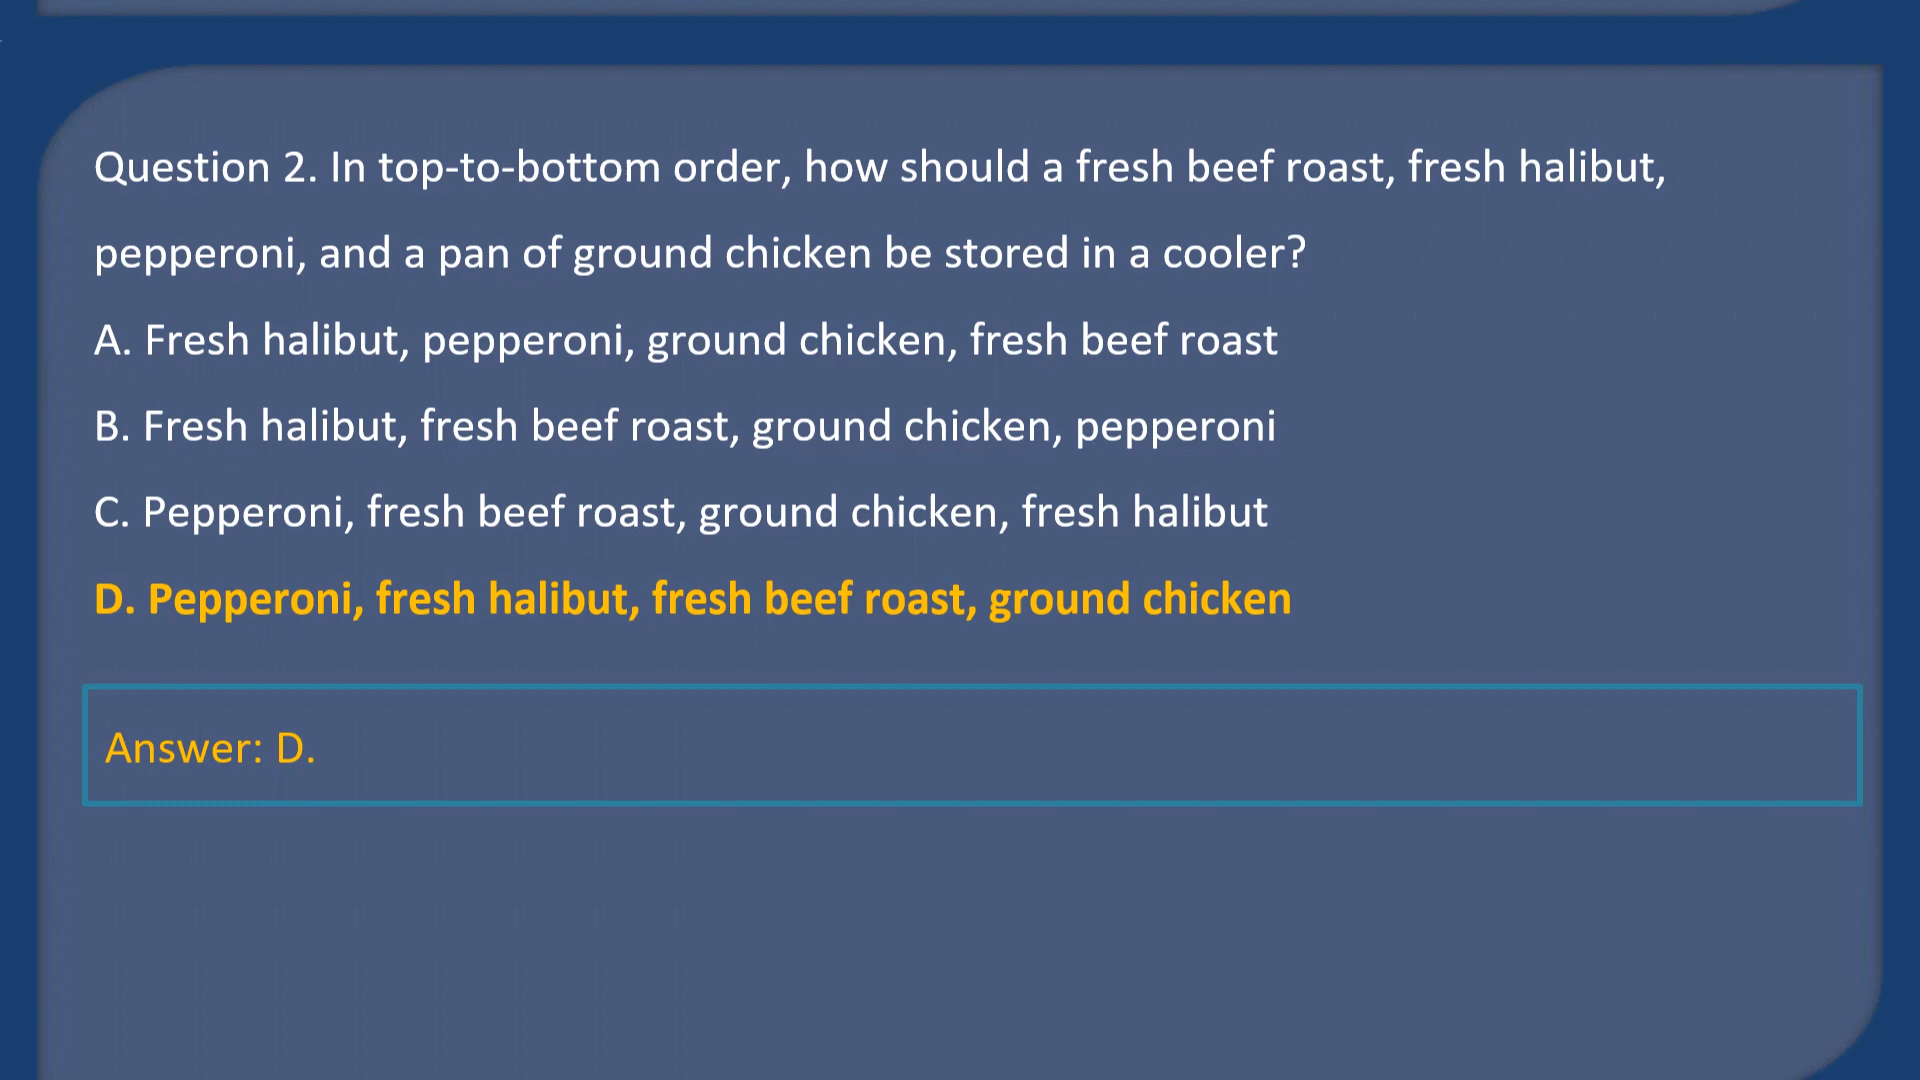 Question 2. In top-to-bottom order, how should a fresh beef roast, fresh halibut,
pepperoni, and a pan of ground chicken be stored in a cooler?
A. Fresh halibut, pepperoni, ground chicken, fresh beef roast
B. Fresh halibut, fresh beef roast, ground chicken, pepperoni
C. Pepperoni, fresh beef roast, ground chicken, fresh halibut
D. Pepperoni, fresh halibut, fresh beef roast, ground chicken
Answer: D.